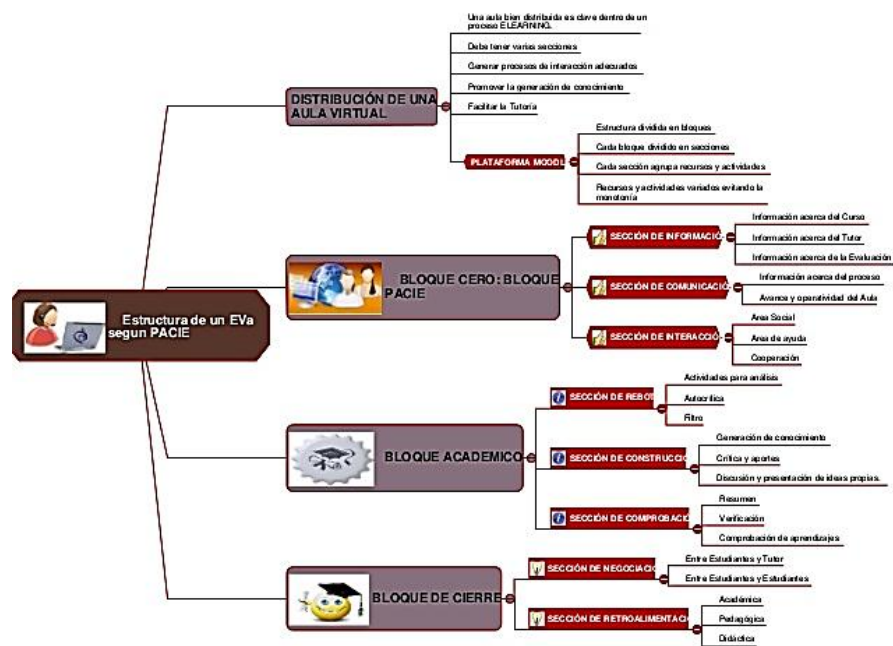 Una aula bien distribuida es clave dentro de un
proceso ELEARNING.
Debe tener varias secciones
Generar procesos de interacción adecuados
Promover la generación de conocimiento
Facilitar la Tutoría
DISTRIBUCIÓN DE UNA
AULA VIRTUAL
PLATAFORMA MOODL
Estructura dividida en bloques
Cada bloque dividido en secciones
Cada sección agrupa recursos y actividades
Recursos y actividades variados evitando la
monotonía
Estructura de un EVa
segun PACIE
BLOQUE CERO: BLOQUE
PACIE
SECCIÓN DE INFORMACIÓ
Información acerca del Curso
Información acerca del Tutor
Información acerca de la Evaluación
SECCIÓN DE COMUNICACIÓ
Información acerca del proceso
Avance y operatividad del Aula
SECCIÓN DE INTERACCIÓ
Area Social
Area de ayuda
Cooperación
BLOQUE ACADEMICO
SECCIÓN DE REBOT
Actividades para análisis
Autocrítica
Filtro
SECCIÓN DE CONSTRUCCIÓ
Generación de conocimiento
Crítica y aportes
Discusión y presentación de ideas propias.
SECCIÓN DE COMPROBACIÓ
Resumen
Verificación
Comprobación de aprendizajes
BLOQUE DE CIERRE
SECCIÓN DE NEGOCIACIÓ
Entre Estudiantes y Tutor
Entre Estudiantes y Estudiantes
SECCIÓN DE RETROALIMENTACI
Académica
Pedagógica
Didáctica